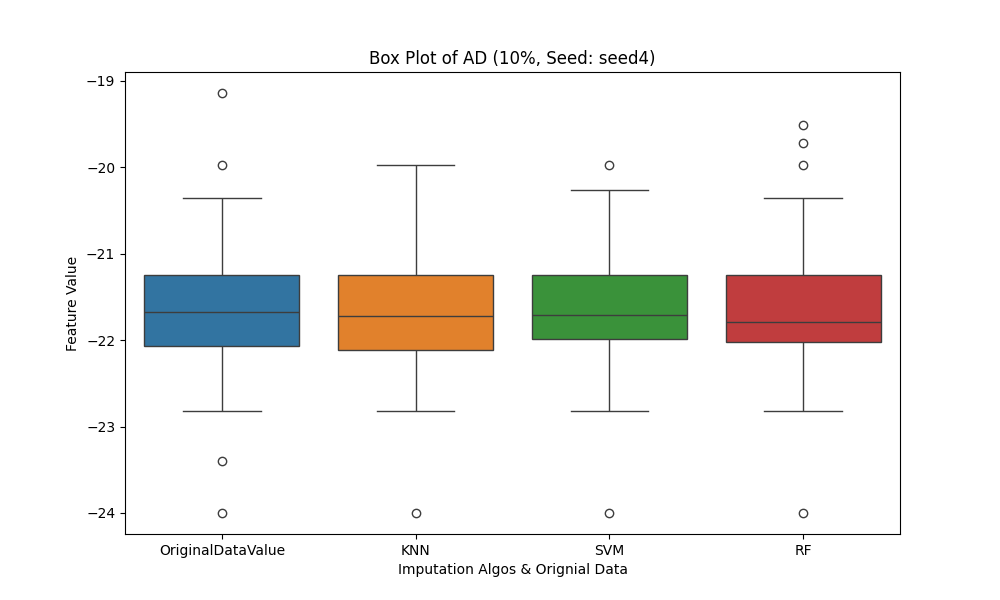 Box Plot of AD (10%, Seed: seed4)
Feature Value
−19
−20
−21
−22
−23
−24
OriginalDataValue KNN SVM RF
Imputation Algos & Orignial Data